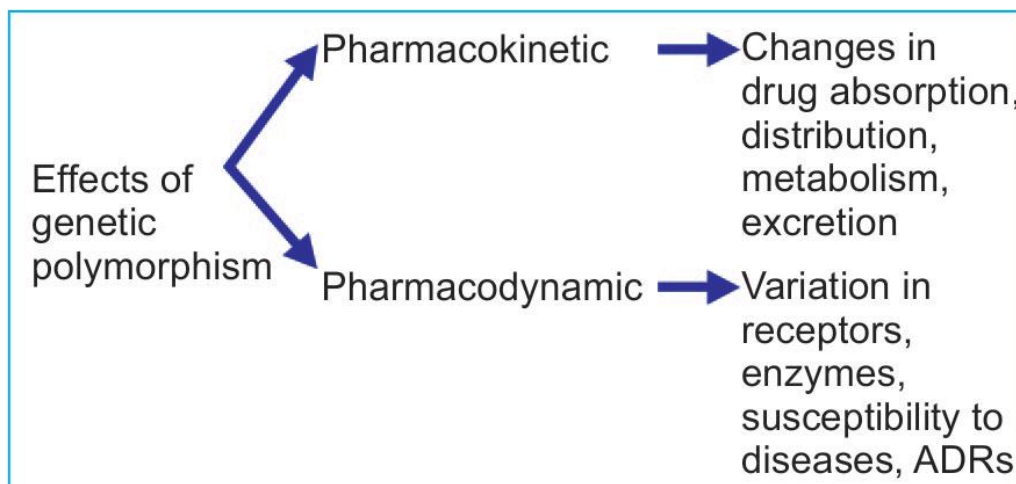 Effects of
genetic
polymorphism
Pharmacokinetic
Changes in
drug absorption,
distribution,
metabolism,
excretion
Pharmacodynamic
Variation in
receptors,
enzymes,
susceptibility to
diseases, ADRs